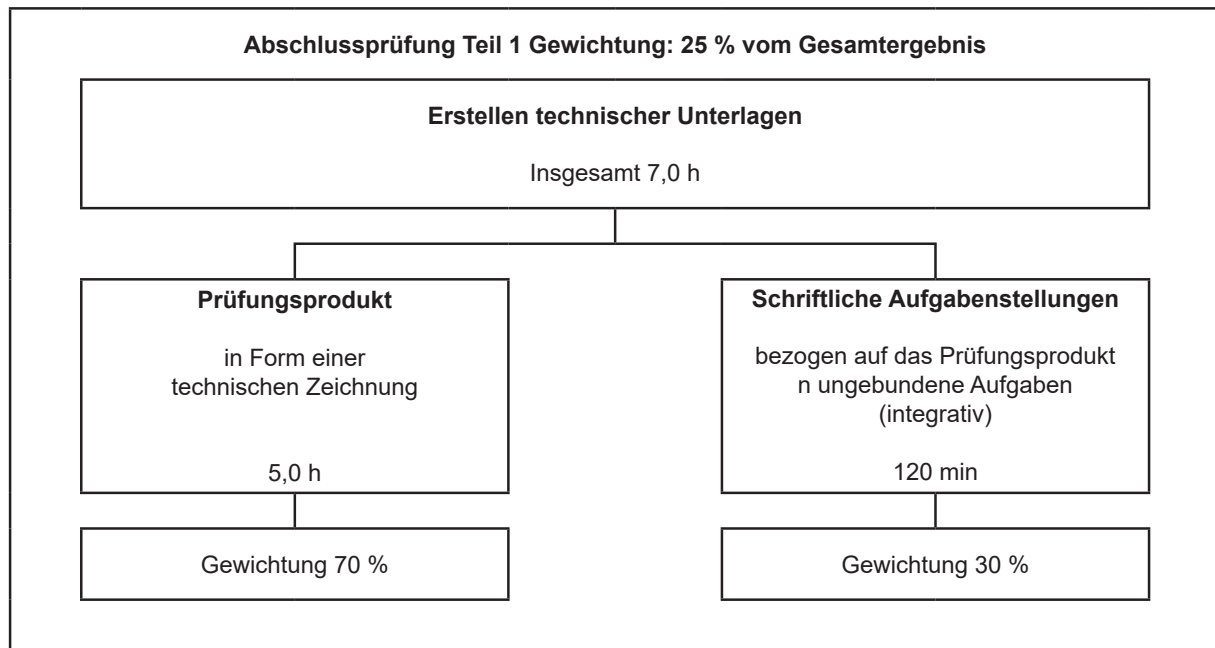 Abschlussprüfung Teil 1 Gewichtung: 25 % vom Gesamtergebnis
Erstellen technischer Unterlagen
Insgesamt 7,0 h
Prüfungsprodukt
in Form einer
technischen Zeichnung
5,0 h
Gewichtung 70 %
Schriftliche Aufgabenstellungen
bezogen auf das Prüfungsprodukt
n ungebundene Aufgaben
(integrativ)
120 min
Gewichtung 30 %